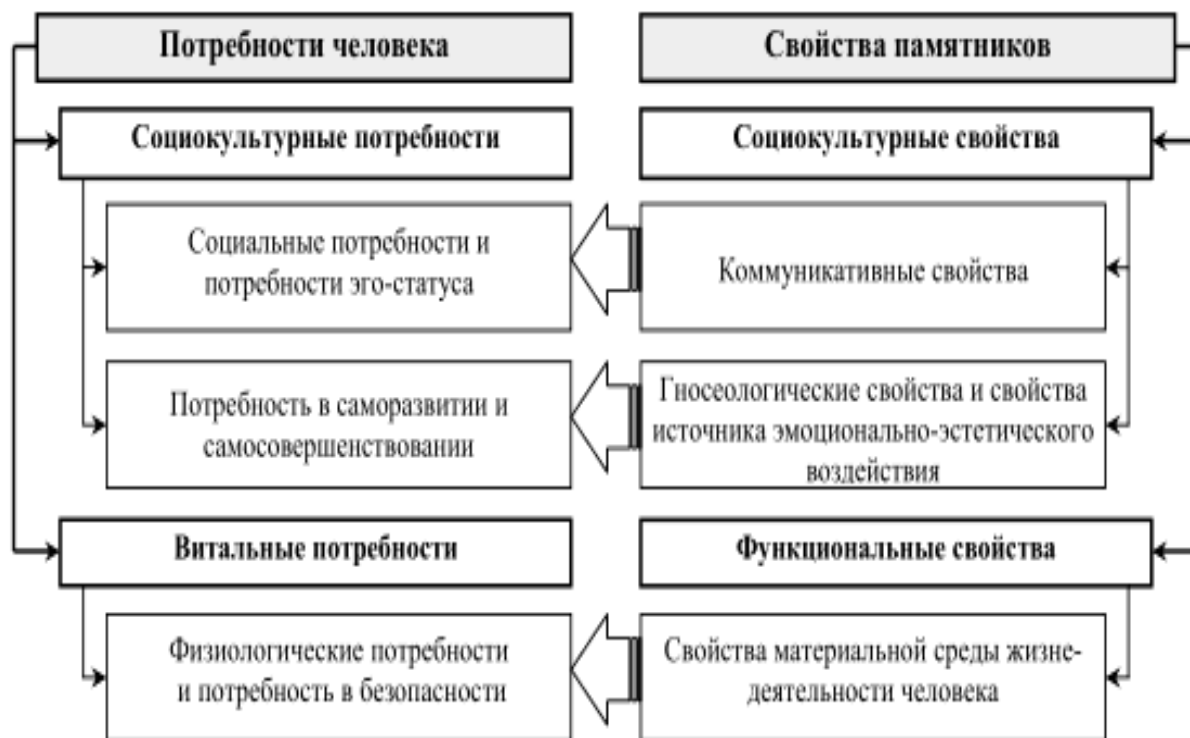 Потребности человека
Свойства памятников
Социокультурные потребности
Социокультурные свойства
Социальные потребности и
потребности эго-статуса
Коммуникативные свойства
Потребность в саморазвитии и
самосовершенствовании
Гносеологические свойства и свойства
источника эмоционально-эстетического
воздействия
Витальные потребности
Функциональные свойства
Физиологические потребности
и потребность в безопасности
Свойства материальной среды жизне-
деятельности человека